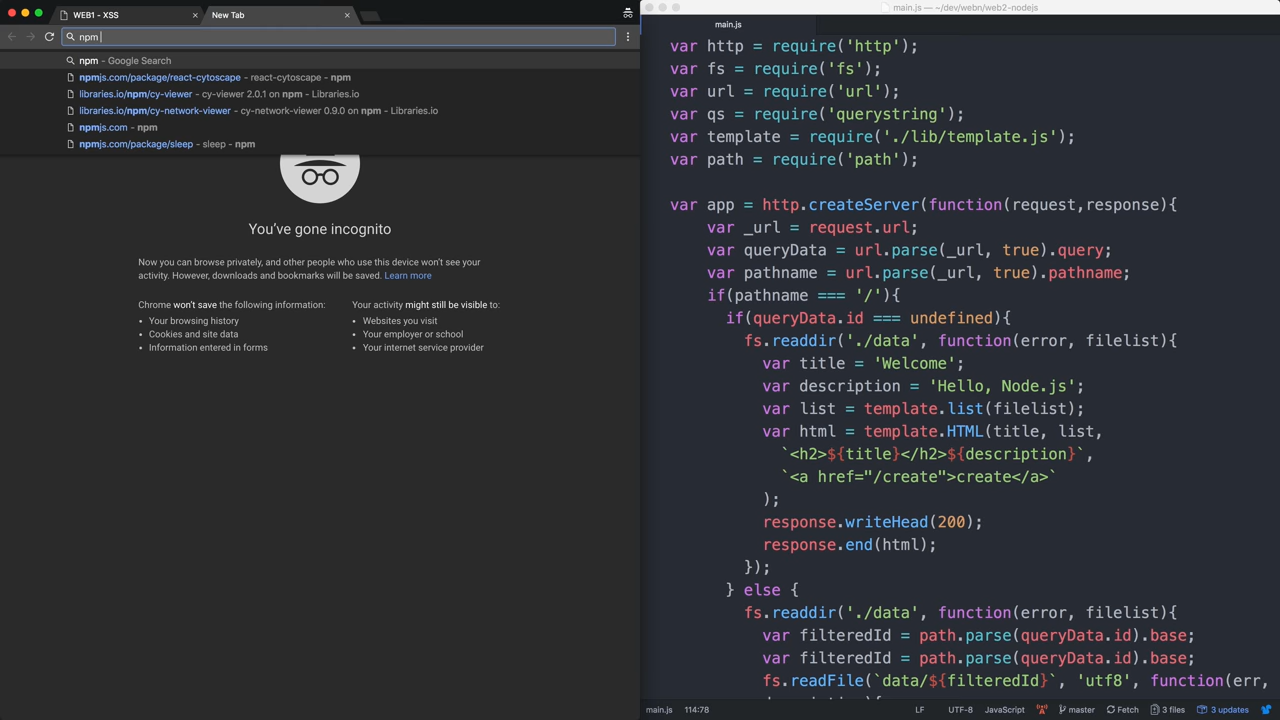 WEB1 - XSS
New Tab
npm
npm - Google Search
npmjs.com/package/react-cytoscape - react-cytoscape - npm
libraries.io/npm/cy-viewer - cy-viewer 2.0.1 on npm - Libraries.io
libraries.io/npm/cy-network-viewer - cy-network-viewer 0.9.0 on npm - Libraries.io
npmjs.com - npm
npmjs.com/package/sleep - sleep - npm
You've gone incognito
Now you can browse privately, and other people who use this device won't see your
activity. However, downloads and bookmarks will be saved. Learn more
Chrome won't save the following information:
• Your browsing history
• Cookies and site data
• Information entered in forms
Your activity might still be visible to:
• Websites you visit
• Your employer or school
• Your internet service provider
main.js — ~/dev/webn/web2-nodejs
main.js
var http = require('http');
var fs = require('fs');
var url = require('url');
var qs = require('querystring');
var template = require('./lib/template.js');
var path = require('path');
var app = http.createServer(function(request,response){
var _url = request.url;
var queryData = url.parse(_url, true).query;
var pathname = url.parse(_url, true).pathname;
if(pathname === '/'){
if(queryData.id === undefined){
fs.readdir('./data', function(error, filelist){
var title = 'Welcome';
var description = 'Hello, Node.js';
var list = template.list(filelist);
var html = template.HTML(title, list,
`<h2>${title}</h2>${description}`,
`<a href="/create">create</a>`
);
response.writeHead(200);
response.end(html);
});
} else {
fs.readdir('./data', function(error, filelist){
var filteredId = path.parse(queryData.id).base;
var filteredId = path.parse(queryData.id).base;
fs.readFile(`data/${filteredId}`, 'utf8', function(err,
main.js 114:78 LF UTF-8 JavaScript master Fetch 3 files 3 updates